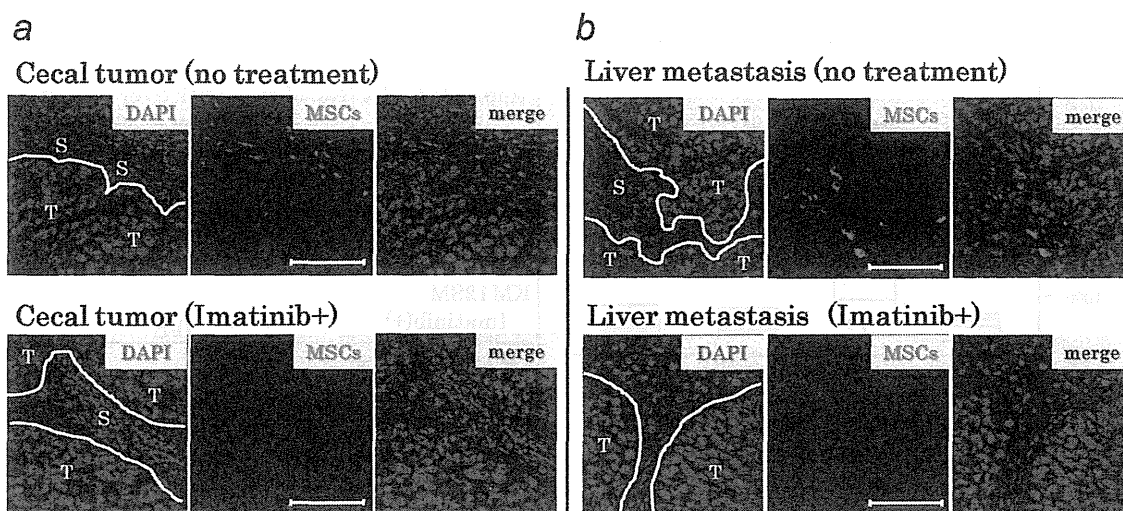 a
b
Cecal tumor (no treatment)
Liver metastasis (no treatment)
DAPI
MSCs
merge
DAPI
MSCs
merge
S
S
T
T
T
S
T
T
T
Cecal tumor (Imatinib+)
Liver metastasis (Imatinib+)
DAPI
MSCs
merge
DAPI
MSCs
merge
T
T
S
T
T
T